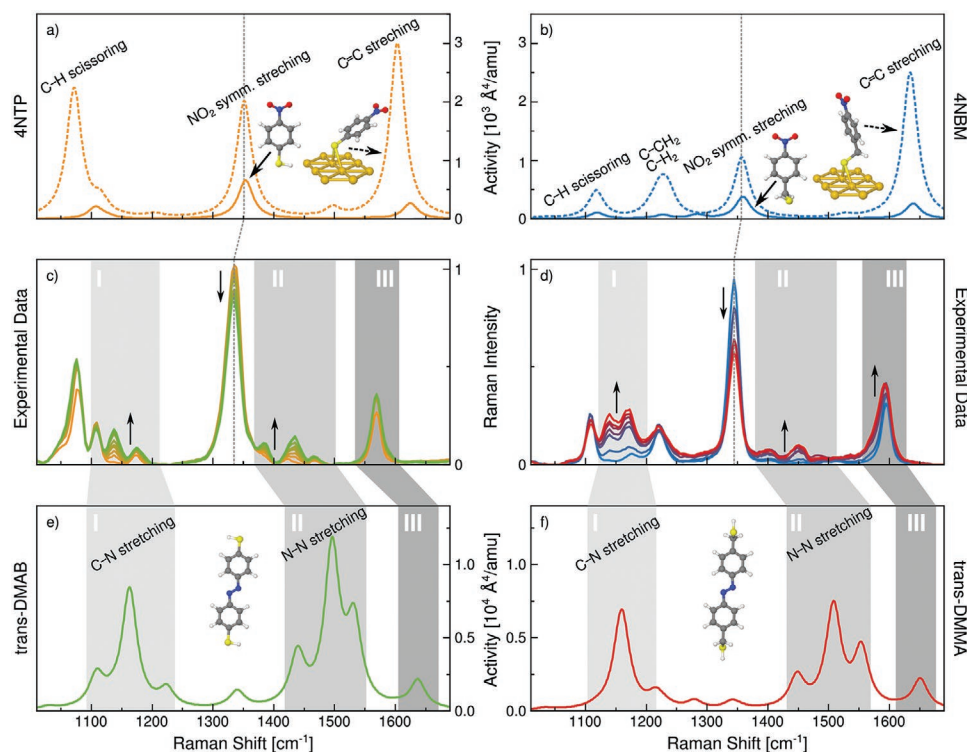 a)
C–H scissoring
NO₂ symm. streching
C=C streching
4NTP
3
2
1
0
Activity [10³ Å⁴/amu]
b)
C–H scissoring
C–CH₂
C–H₂
NO₂ symm. streching
C=C streching
4NBM
3
2
1
0
c)
I
II
III
Experimental Data
1
0
Raman Intensity
d)
I
II
III
Experimental Data
1
0
e)
I
C–N stretching
II
N–N stretching
III
trans-DMAB
1.0
0.5
0.0
Activity [10⁴ Å⁴/amu]
f)
I
C–N stretching
II
N–N stretching
III
trans-DMMA
1.0
0.5
0.0
1100 1200 1300 1400 1500 1600
Raman Shift [cm⁻¹]
1100 1200 1300 1400 1500 1600
Raman Shift [cm⁻¹]